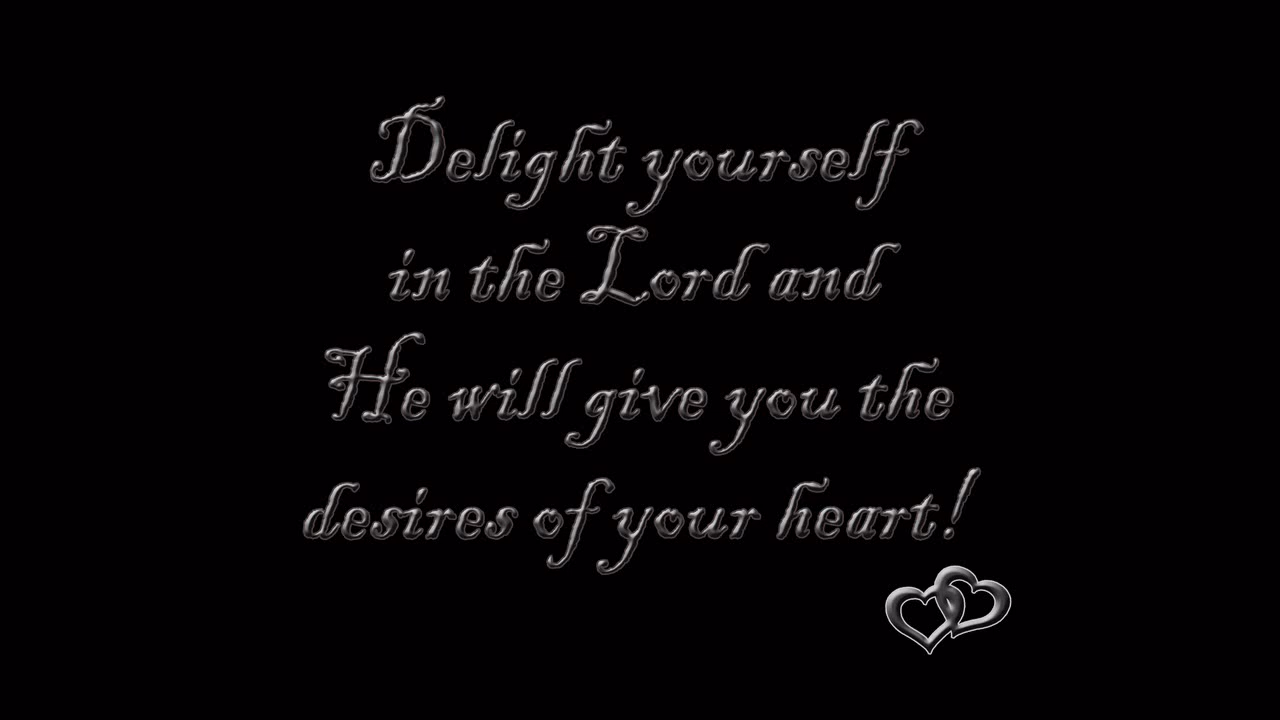 Delight yourself
in the Lord and
He will give you the
desires of your heart!